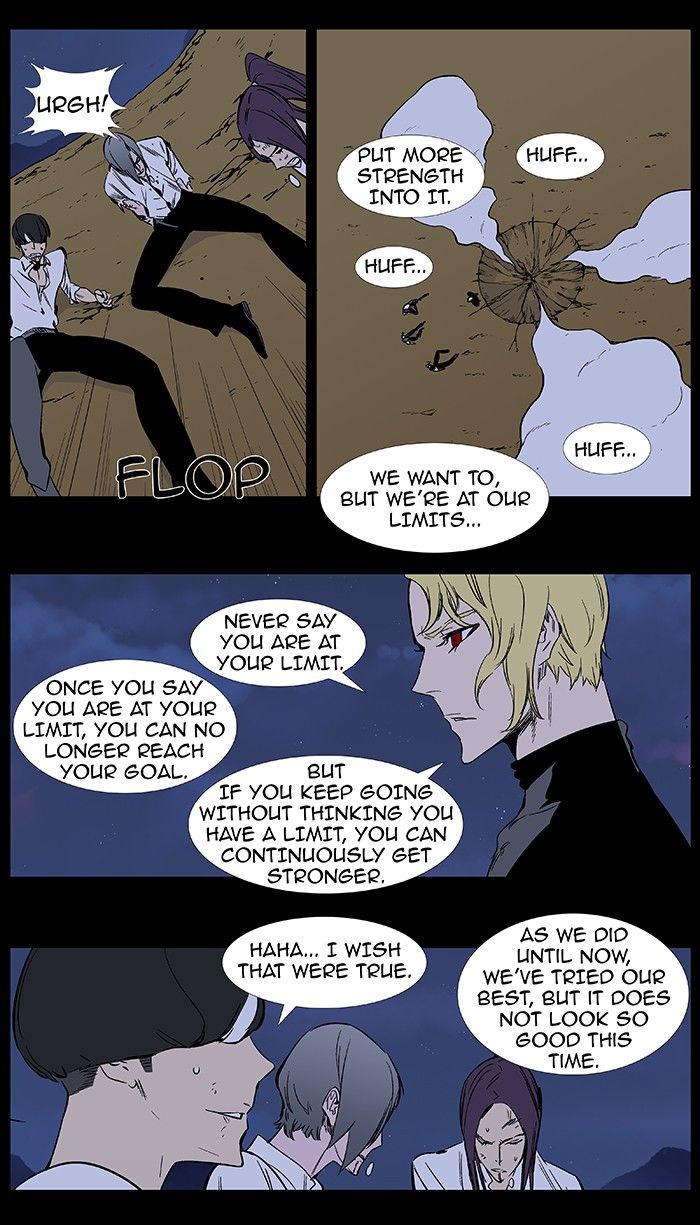 URGH!
FLOP
PUT MORE
STRENGTH
INTO IT.
HUFF...
HUFF...
HUFF...
WE WANT TO,
BUT WE'RE AT OUR
LIMITS...
NEVER SAY
YOU ARE AT
YOUR LIMIT.
ONCE YOU SAY
YOU ARE AT YOUR
LIMIT, YOU CAN NO
LONGER REACH
YOUR GOAL.
BUT
IF YOU KEEP GOING
WITHOUT THINKING YOU
HAVE A LIMIT, YOU CAN
CONTINUOUSLY GET
STRONGER.
HAHA... I WISH
THAT WERE TRUE.
AS WE DID
UNTIL NOW,
WE'VE TRIED OUR
BEST, BUT IT DOES
NOT LOOK SO
GOOD THIS
TIME.